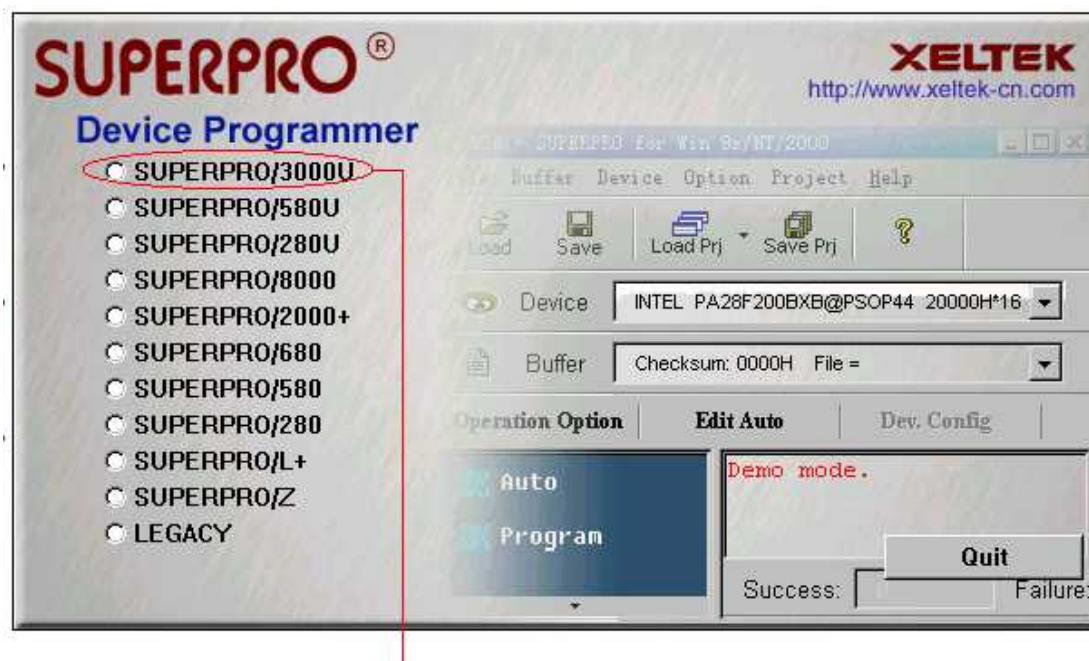 SUPERPRO®
XELTEK
http://www.xeltek-cn.com
Device Programmer
SUPERPRO/3000U
SUPERPRO/580U
SUPERPRO/280U
SUPERPRO/8000
SUPERPRO/2000+
SUPERPRO/680
SUPERPRO/580
SUPERPRO/280
SUPERPRO/L+
SUPERPRO/Z
LEGACY
SUPERPRO for Win 9x/NT/2000
Buffer Device Option Project Help
Load Save Load Prj Save Prj
Device INTEL PA28F200BXB@PSOP44 20000H*16
Buffer Checksum: 0000H File =
Operation Option Edit Auto Dev. Config
Auto
Program
Demo mode.
Quit
Success: Failure: